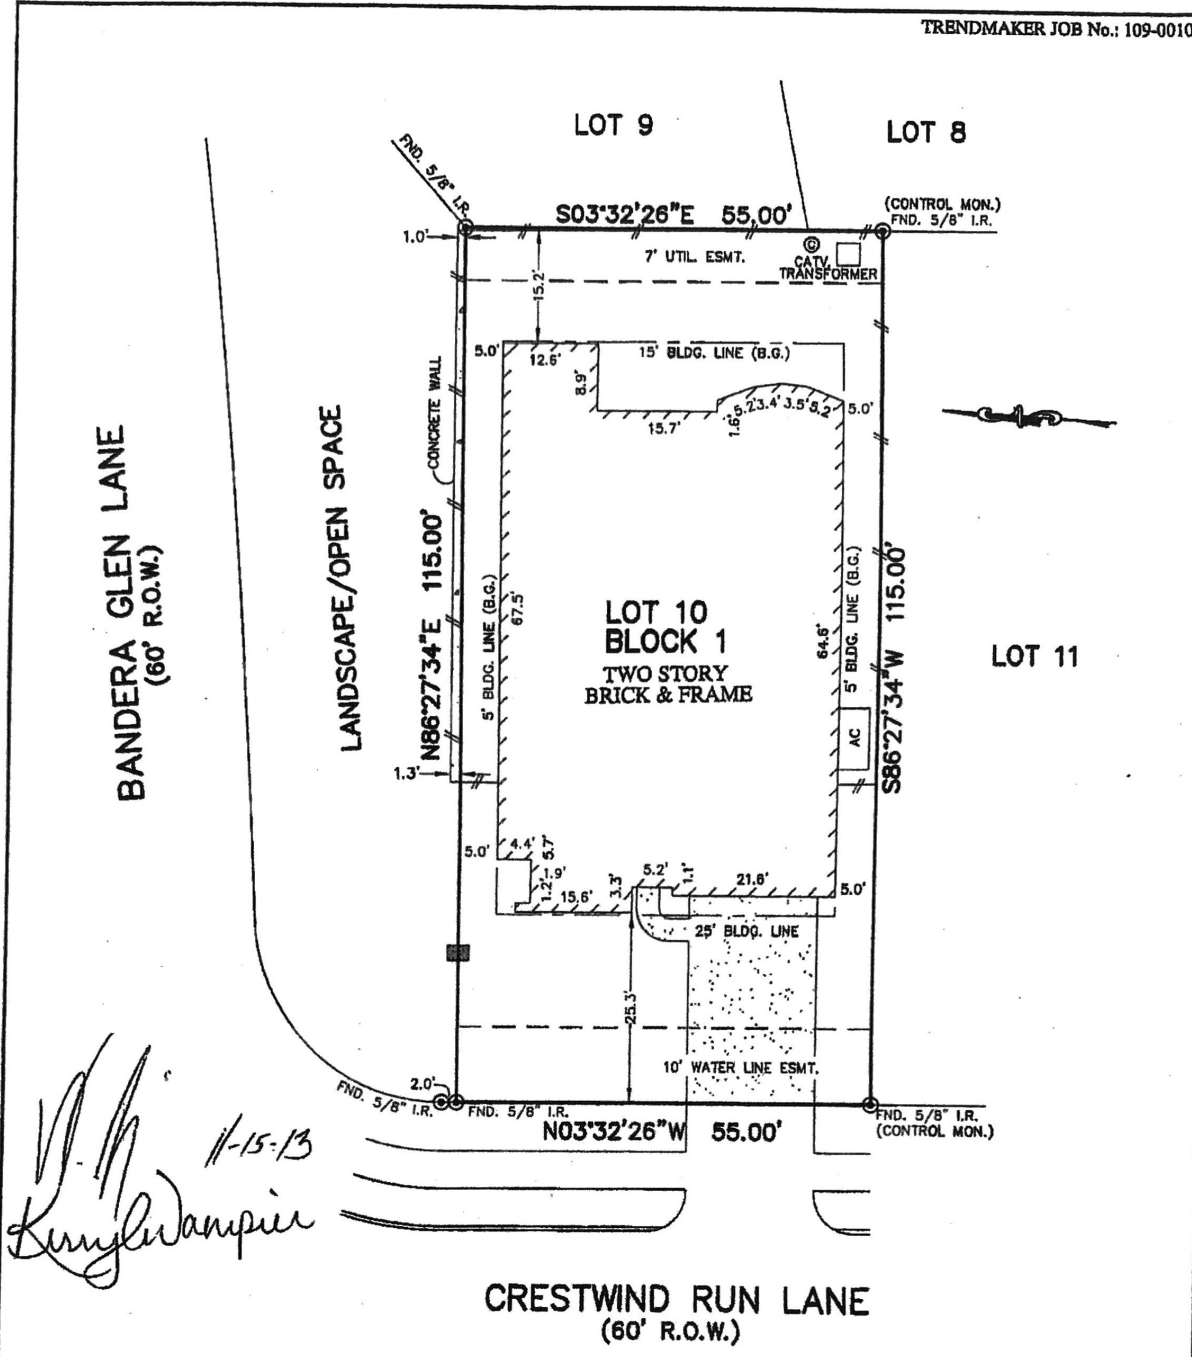 TRENDMAKER JOB No.: 109-0010
LOT 9
LOT 8
FND. 5/8" I.R.
S03°32'26"E 55.00'
(CONTROL MON.)
FND. 5/8" I.R.
1.0'
7' UTIL. ESMT.
CATV.
TRANSFORMER
15.2'
5.0'
12.6'
15' BLDG. LINE (B.G.)
8.9'
15.7'
1.6'
5.2'
3.4'
3.5'
5.2'
5.0'
CONCRETE WALL
BANDERA GLEN LANE
(60' R.O.W.)
LANDSCAPE/OPEN SPACE
N86°27'34"E 115.00'
5' BLDG. LINE (B.G.)
67.5'
LOT 10
BLOCK 1
TWO STORY
BRICK & FRAME
64.6'
5' BLDG. LINE (B.G.)
S86°27'34"W 115.00'
LOT 11
AC
1.3'
5.0'
4.4'
5.7'
1.9'
1.2'
15.6'
3.3'
5.2'
1.1'
21.6'
5.0'
25' BLDG. LINE
25.3'
10' WATER LINE ESMT.
2.0'
FND. 5/8" I.R.
FND. 5/8" I.R.
N03°32'26"W 55.00'
FND. 5/8" I.R.
(CONTROL MON.)
11-15-13
CRESTWIND RUN LANE
(60' R.O.W.)